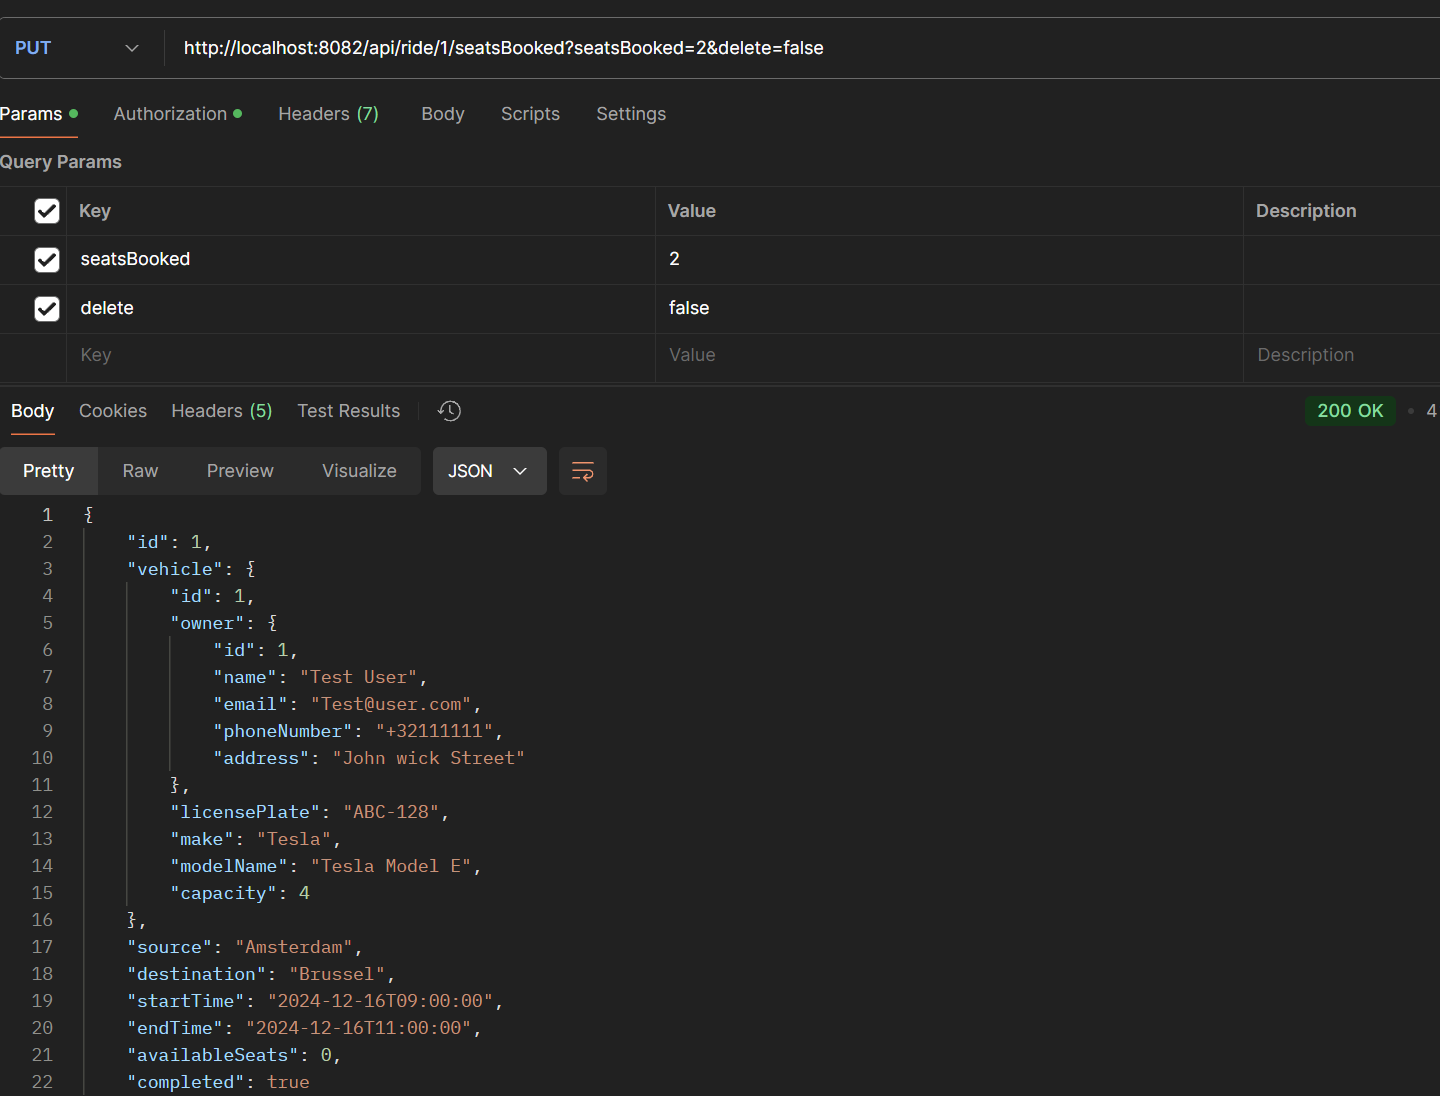 PUT http://localhost:8082/api/ride/1/seatsBooked?seatsBooked=2&delete=false
Params Authorization Headers (7) Body Scripts Settings
Query Params
Key Value Description
seatsBooked 2
delete false
Key Value Description
Body Cookies Headers (5) Test Results 200 OK 4
Pretty Raw Preview Visualize JSON
1 {
2 "id": 1,
3 "vehicle": {
4 "id": 1,
5 "owner": {
6 "id": 1,
7 "name": "Test User",
8 "email": "Test@user.com",
9 "phoneNumber": "+32111111",
10 "address": "John wick Street"
11 },
12 "licensePlate": "ABC-128",
13 "make": "Tesla",
14 "modelName": "Tesla Model E",
15 "capacity": 4
16 },
17 "source": "Amsterdam",
18 "destination": "Brussel",
19 "startTime": "2024-12-16T09:00:00",
20 "endTime": "2024-12-16T11:00:00",
21 "availableSeats": 0,
22 "completed": true